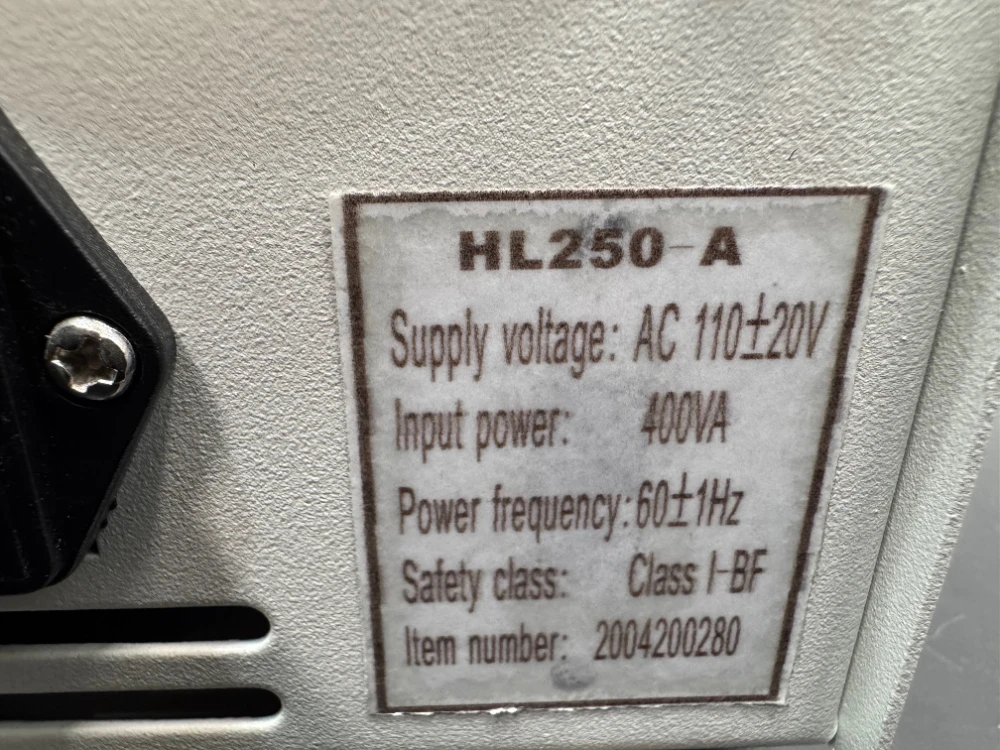 HL250-A
Supply voltage: AC 110±20V
Input power: 400VA
Power frequency: 60±1Hz
Safety class: Class I-BF
Item number: 2004200280